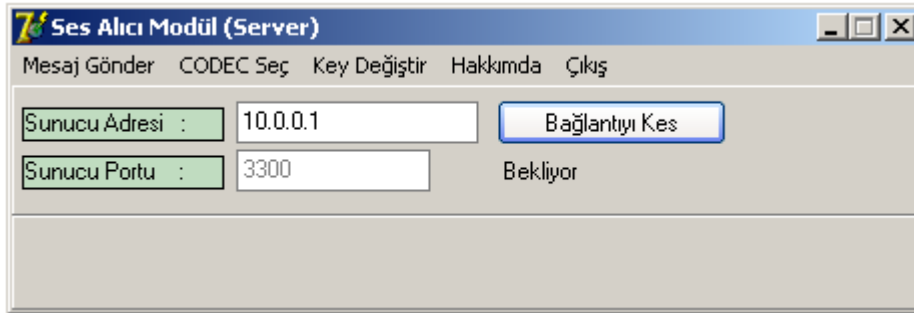 Ses Alıcı Modül (Server)
Mesaj Gönder CODEC Seç Key Değiştir Hakkımda Çıkış
Sunucu Adresi : 10.0.0.1 Bağlantıyı Kes
Sunucu Portu : 3300 Bekliyor